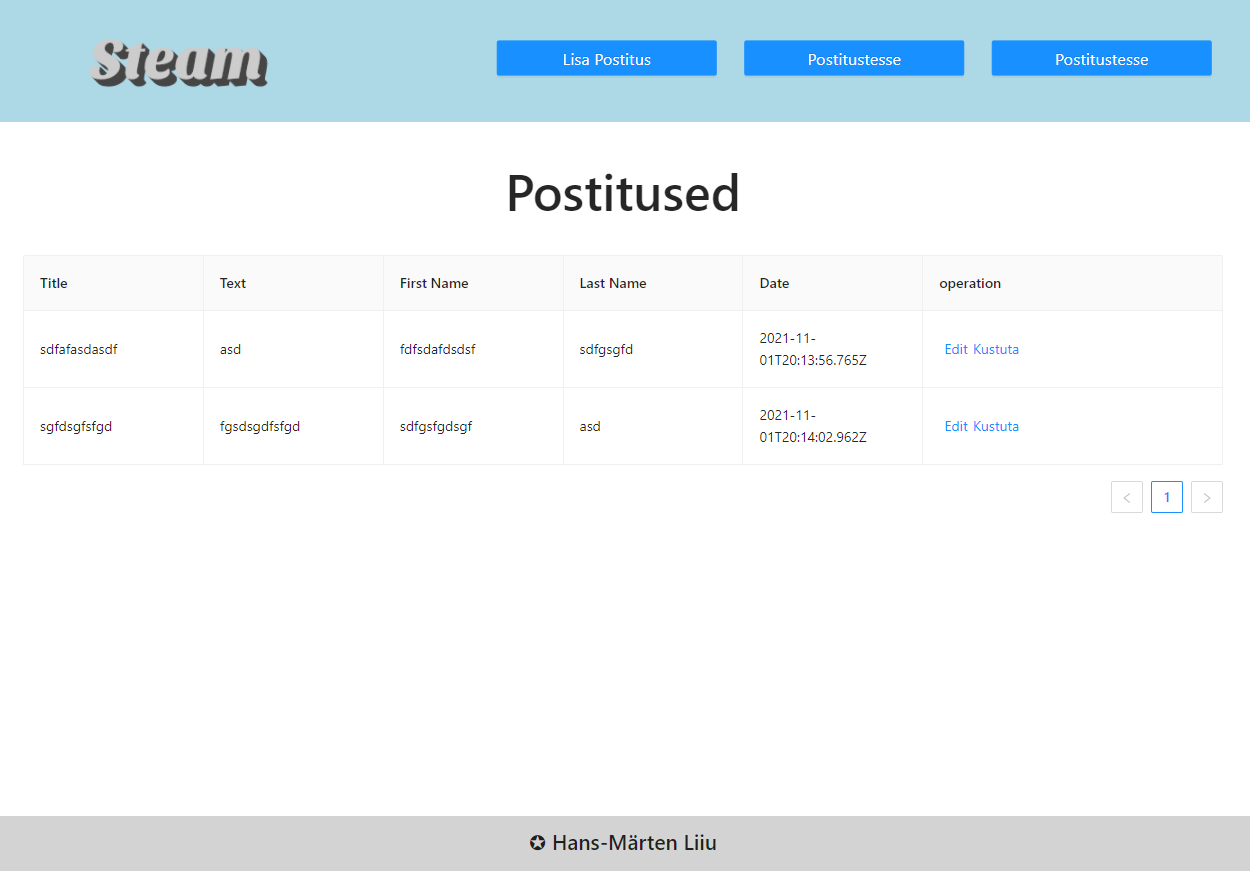 Steam
Lisa Postitus Postitustesse Postitustesse
Postitused
Title Text First Name Last Name Date operation
sdfafasdasdf asd fdfsdafdsdsf sdfgsgfd 2021-11-
01T20:13:56.765Z Edit Kustuta
sgfdsgfsfgd fgsdsgdfsfgd sdfgsfgdsgf asd 2021-11-
01T20:14:02.962Z Edit Kustuta
< 1 >
✪ Hans-Märten Liiu